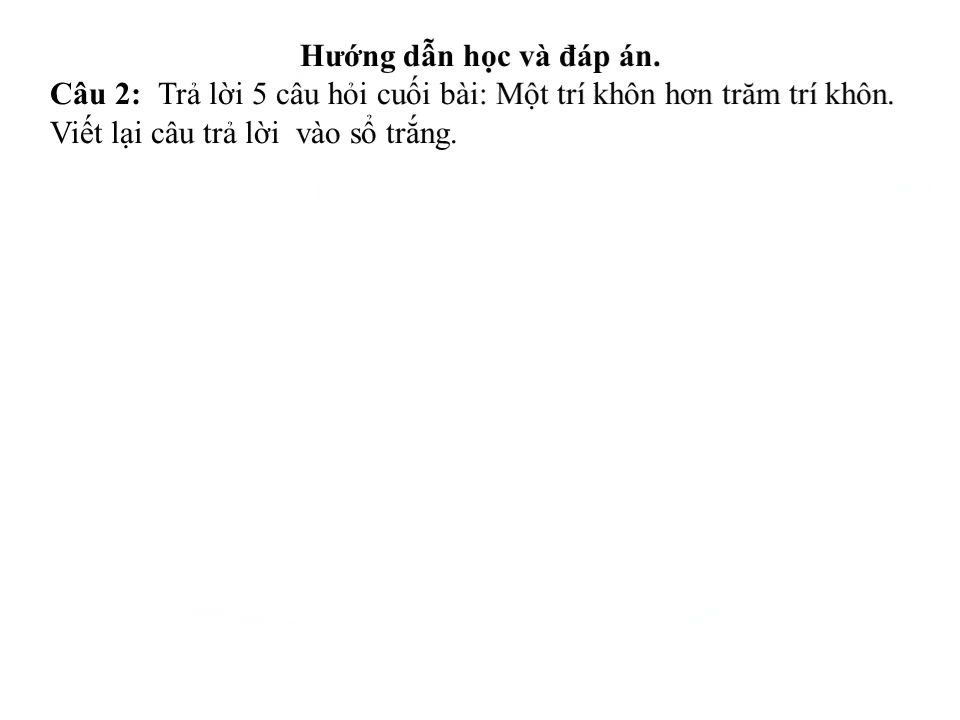 Hướng dẫn học và đáp án.
Câu 2:  Trả lời 5 câu hỏi cuối bài: Một trí khôn hơn trăm trí khôn.
Viết lại câu trả lời  vào sổ trắng.